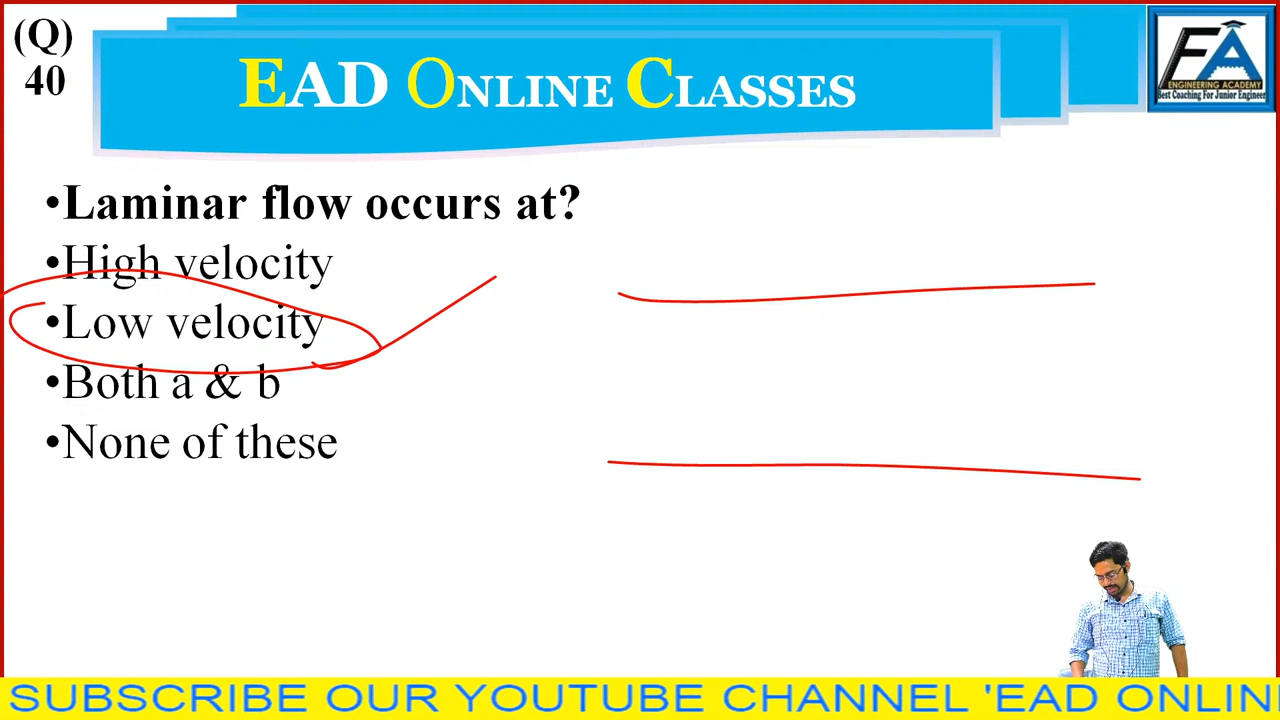 (Q)
40
EAD ONLINE CLASSES
EA
ENGINEERING ACADEMY
Best Coaching For Junior Engineer
•Laminar flow occurs at?
•High velocity
•Low velocity
•Both a & b
•None of these
SUBSCRIBE OUR YOUTUBE CHANNEL 'EAD ONLIN